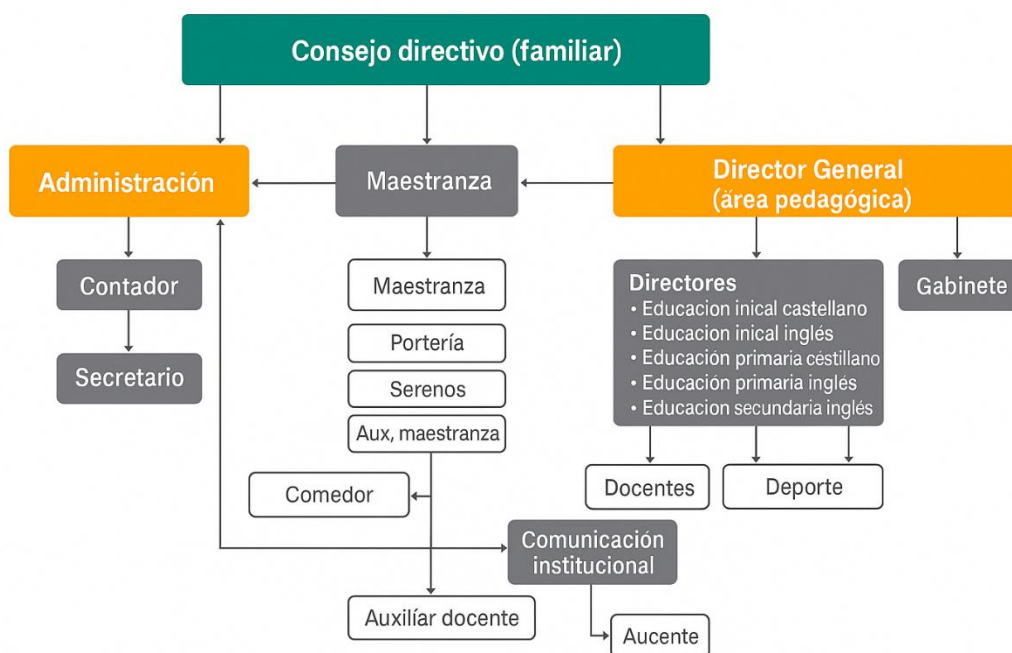 Consejo directivo (familiar)
Administración
Maestranza
Director General
(ärea pedagógica)
Contador
Secretario
Maestranza
Portería
Serenos
Aux, maestranza
Comedor
Directores
• Educacion inical castellano
• Educacion inical inglés
• Educación primaria céstillano
• Educación primaria inglés
• Educacion secundaria inglés
Gabinete
Docentes
Deporte
Comunicación
institucional
Auxilíar docente
Aucente